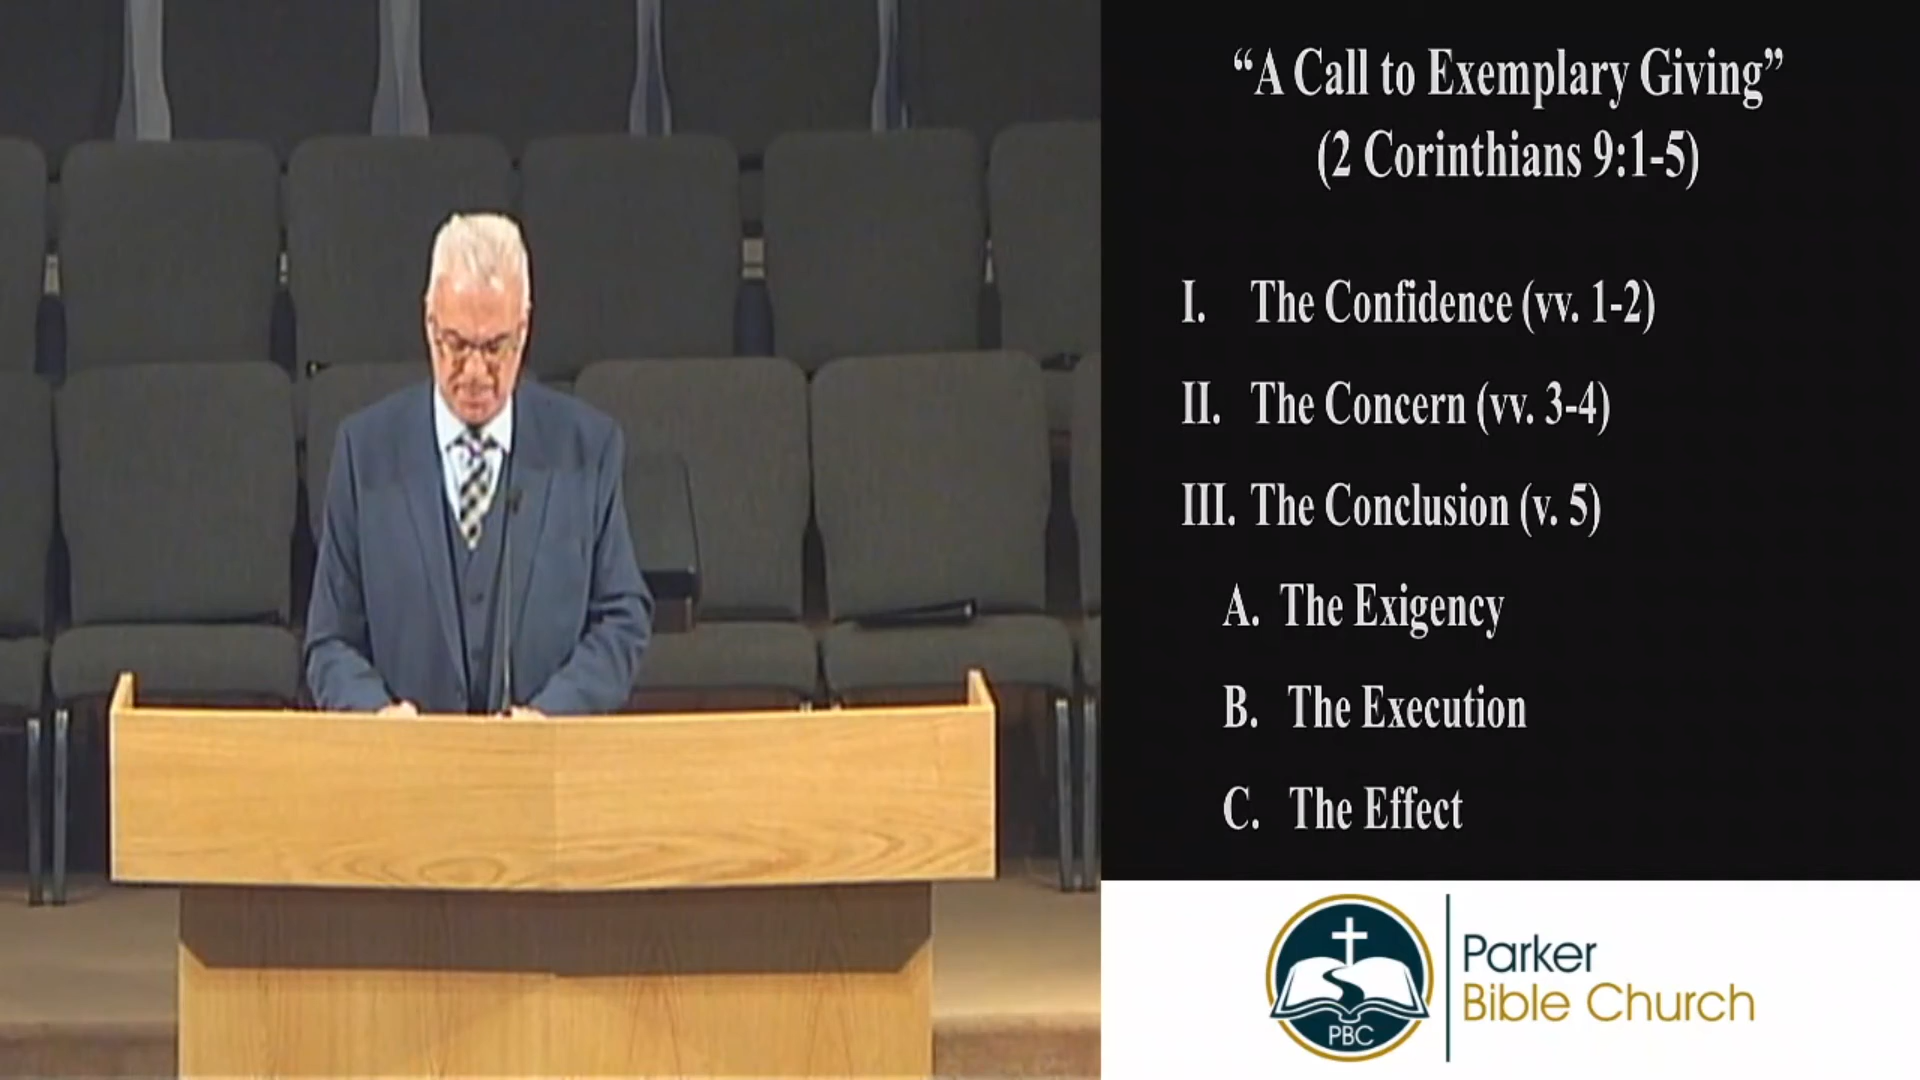 “A Call to Exemplary Giving”
(2 Corinthians 9:1-5)
I. The Confidence (vv. 1-2)
II. The Concern (vv. 3-4)
III. The Conclusion (v. 5)
A. The Exigency
B. The Execution
C. The Effect
PBC
Parker
Bible Church